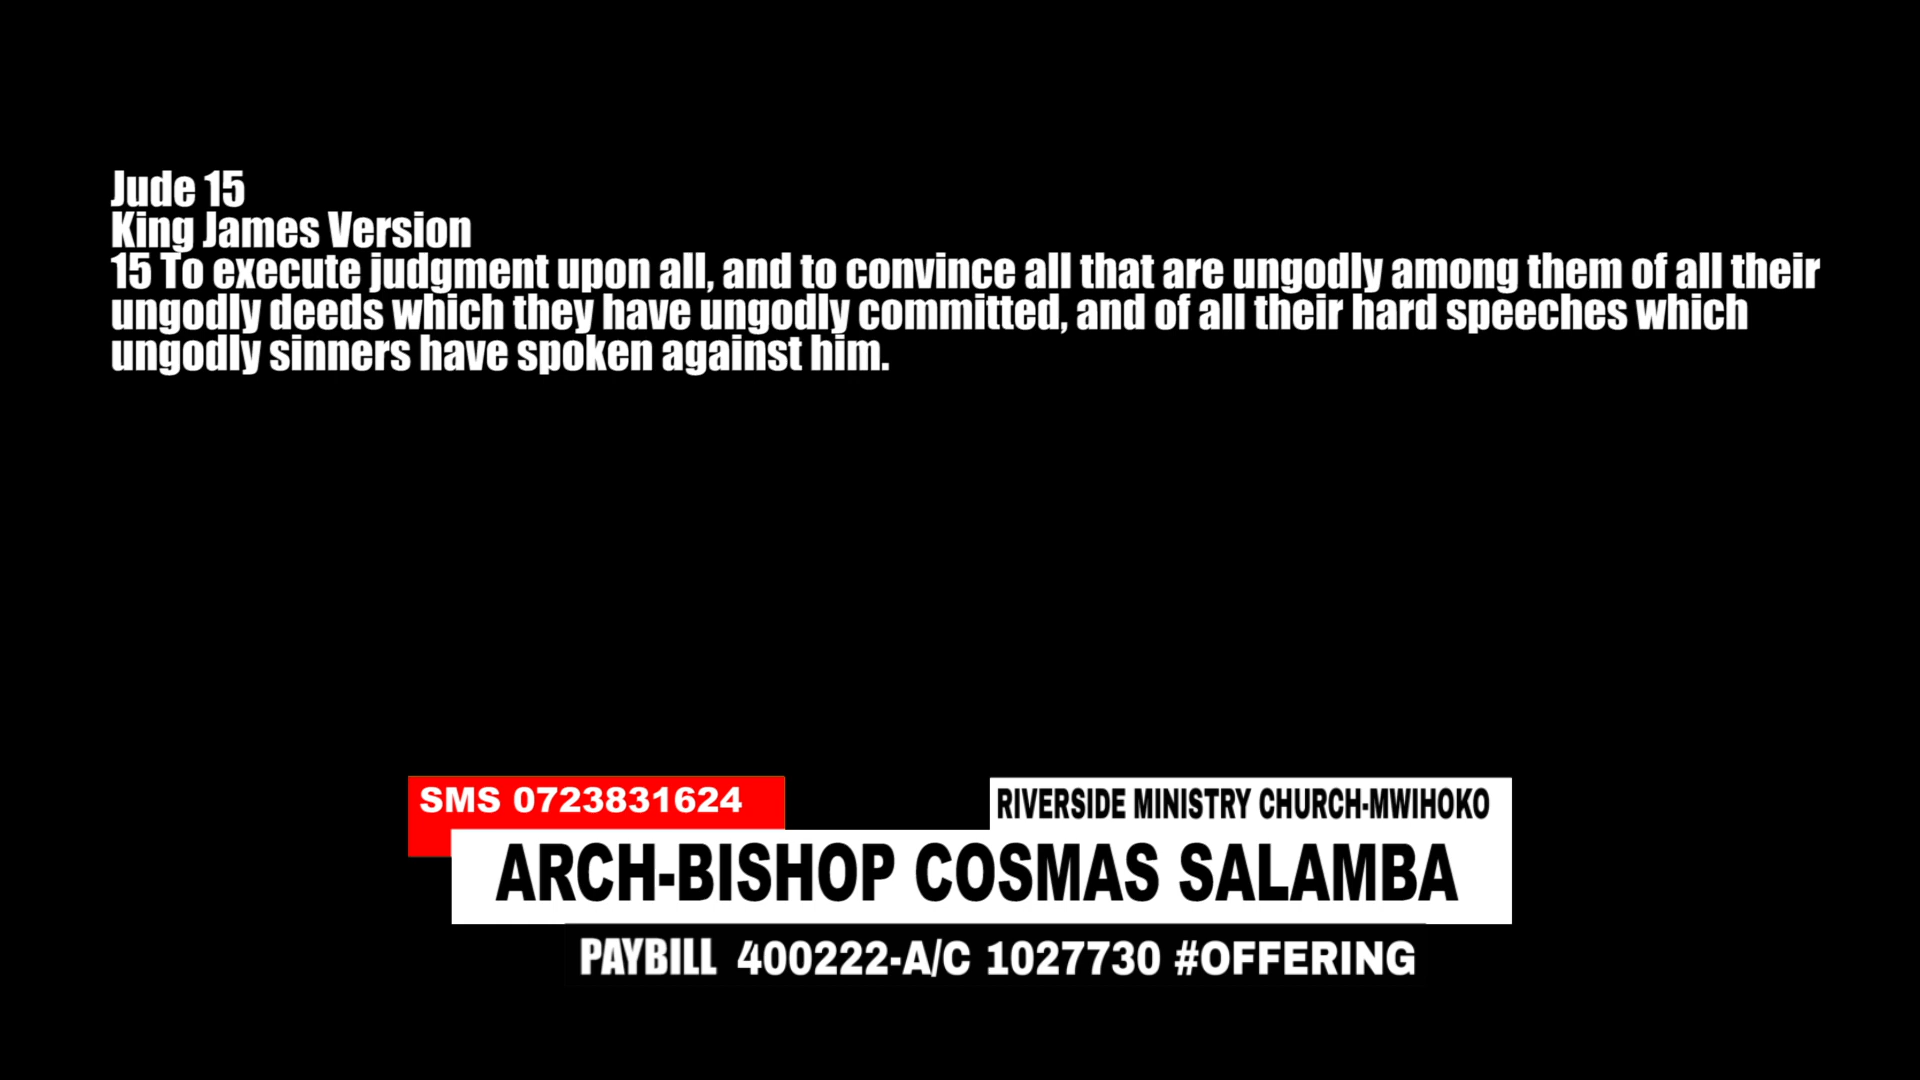 Jude 15
King James Version
15 To execute judgment upon all, and to convince all that are ungodly among them of all their
ungodly deeds which they have ungodly committed, and of all their hard speeches which
ungodly sinners have spoken against him.
SMS 0723831624
RIVERSIDE MINISTRY CHURCH-MWIHOKO
ARCH-BISHOP COSMAS SALAMBA
PAYBILL 400222-A/C 1027730 #OFFERING